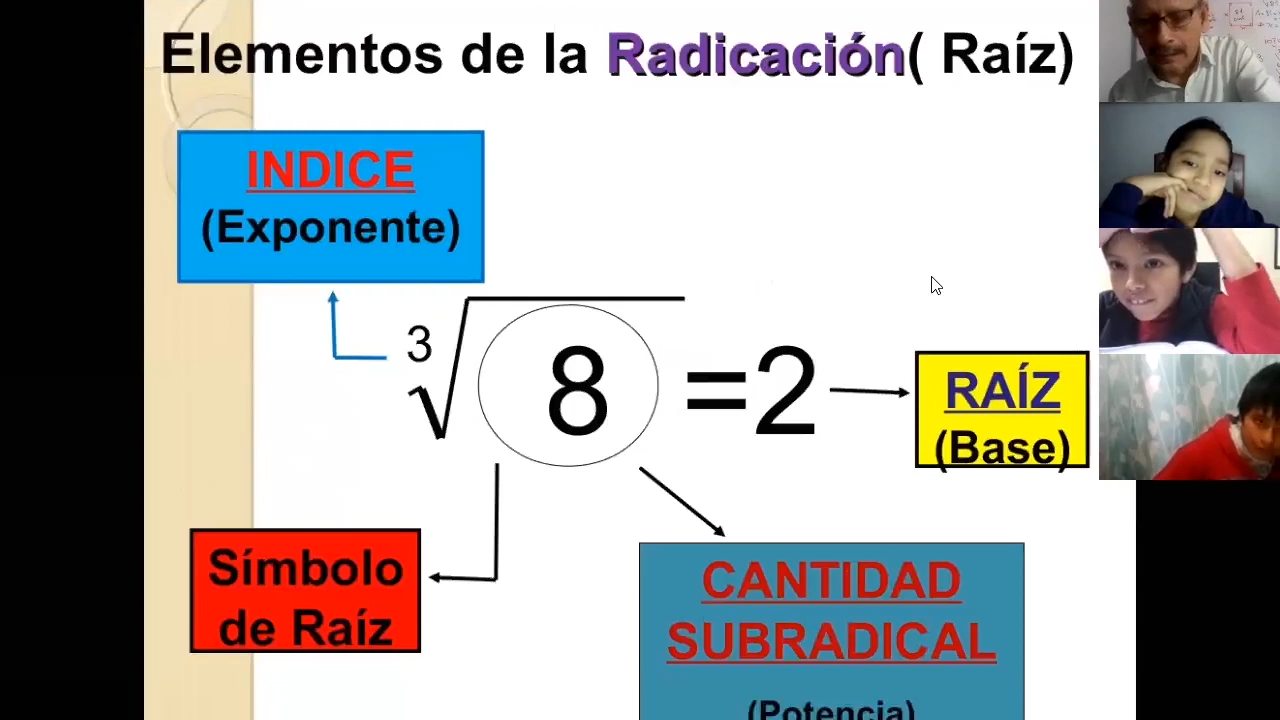 Elementos de la Radicación( Raíz)
INDICE
(Exponente)
3
8
=2
RAÍZ
(Base)
Símbolo
de Raíz
CANTIDAD
SUBRADICAL
(Potencia)